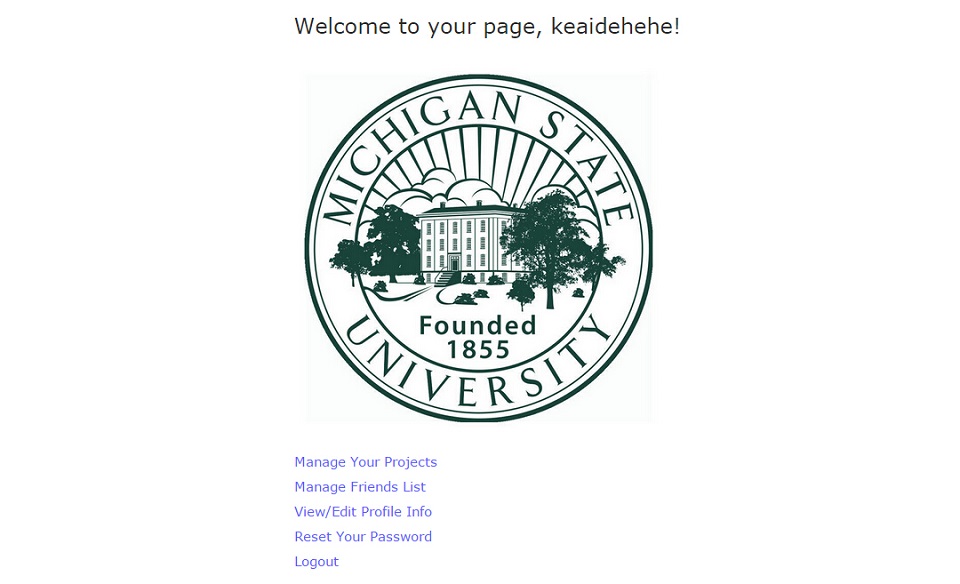 Welcome to your page, keaidehehe!
MICHIGAN STATE
Founded
1855
UNIVERSITY
Manage Your Projects
Manage Friends List
View/Edit Profile Info
Reset Your Password
Logout